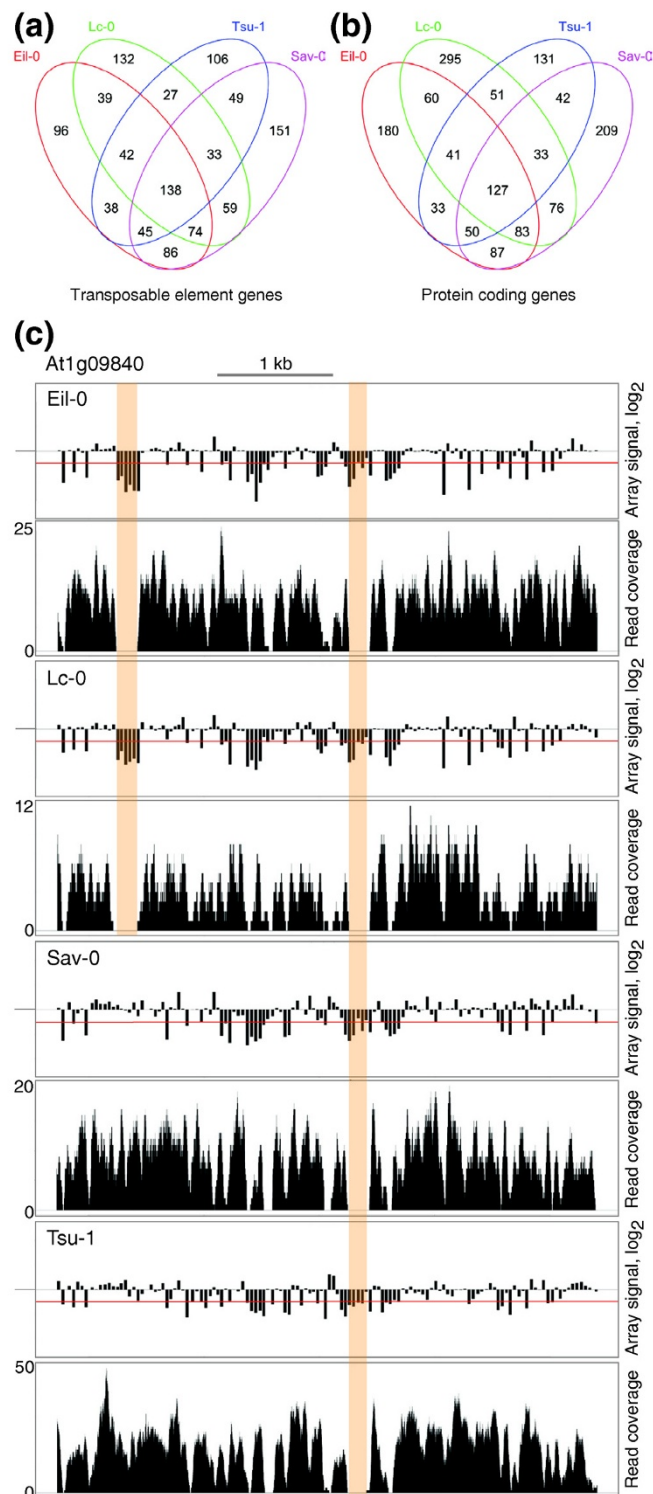 (a)
(b)
Lc-0
Tsu-1
Eil-0
Sav-0
132
106
39
27
49
96
151
42
33
138
38
59
45
74
86
Transposable element genes
Lc-0
Tsu-1
Eil-0
Sav-0
295
131
60
51
42
180
209
41
33
127
33
76
50
83
87
Protein coding genes
(c)
At1g09840
1 kb
Eil-0
Array signal, log2
25
0
Read coverage
Lc-0
Array signal, log2
12
0
Read coverage
Sav-0
Array signal, log2
20
0
Read coverage
Tsu-1
Array signal, log2
50
0
Read coverage